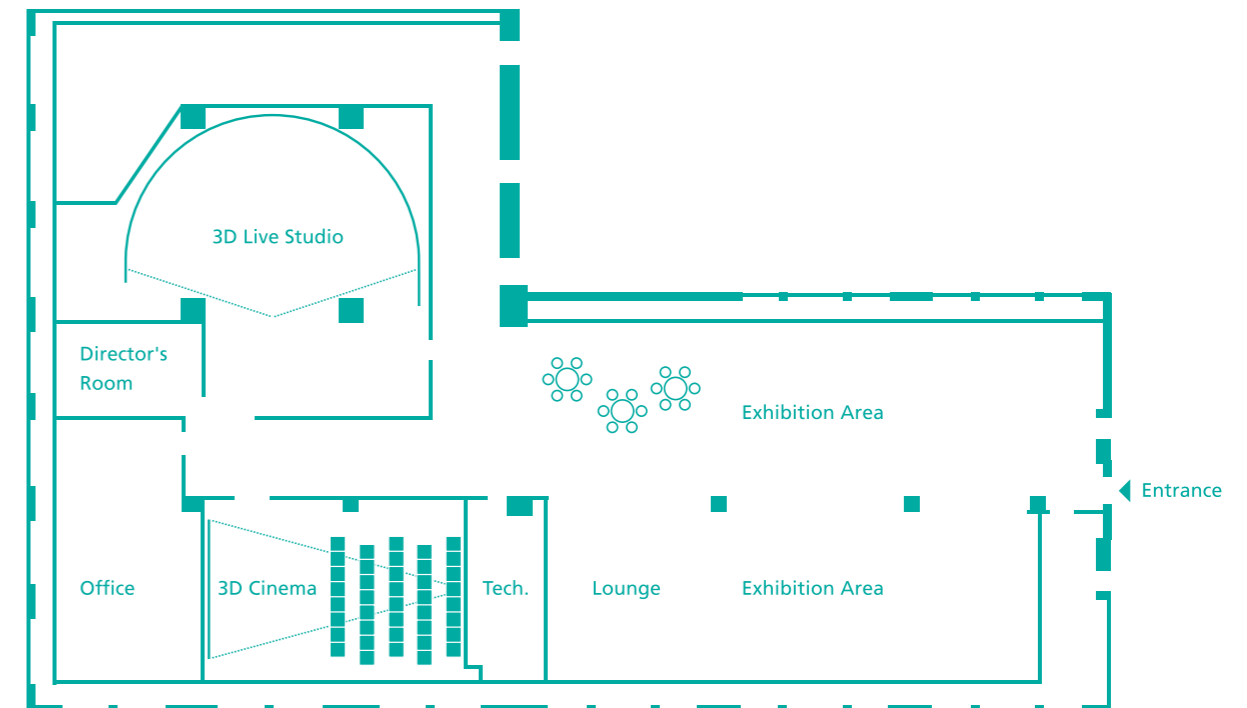 3D Live Studio
Director's
Room
Exhibition Area
Entrance
Office
3D Cinema
Tech.
Lounge
Exhibition Area